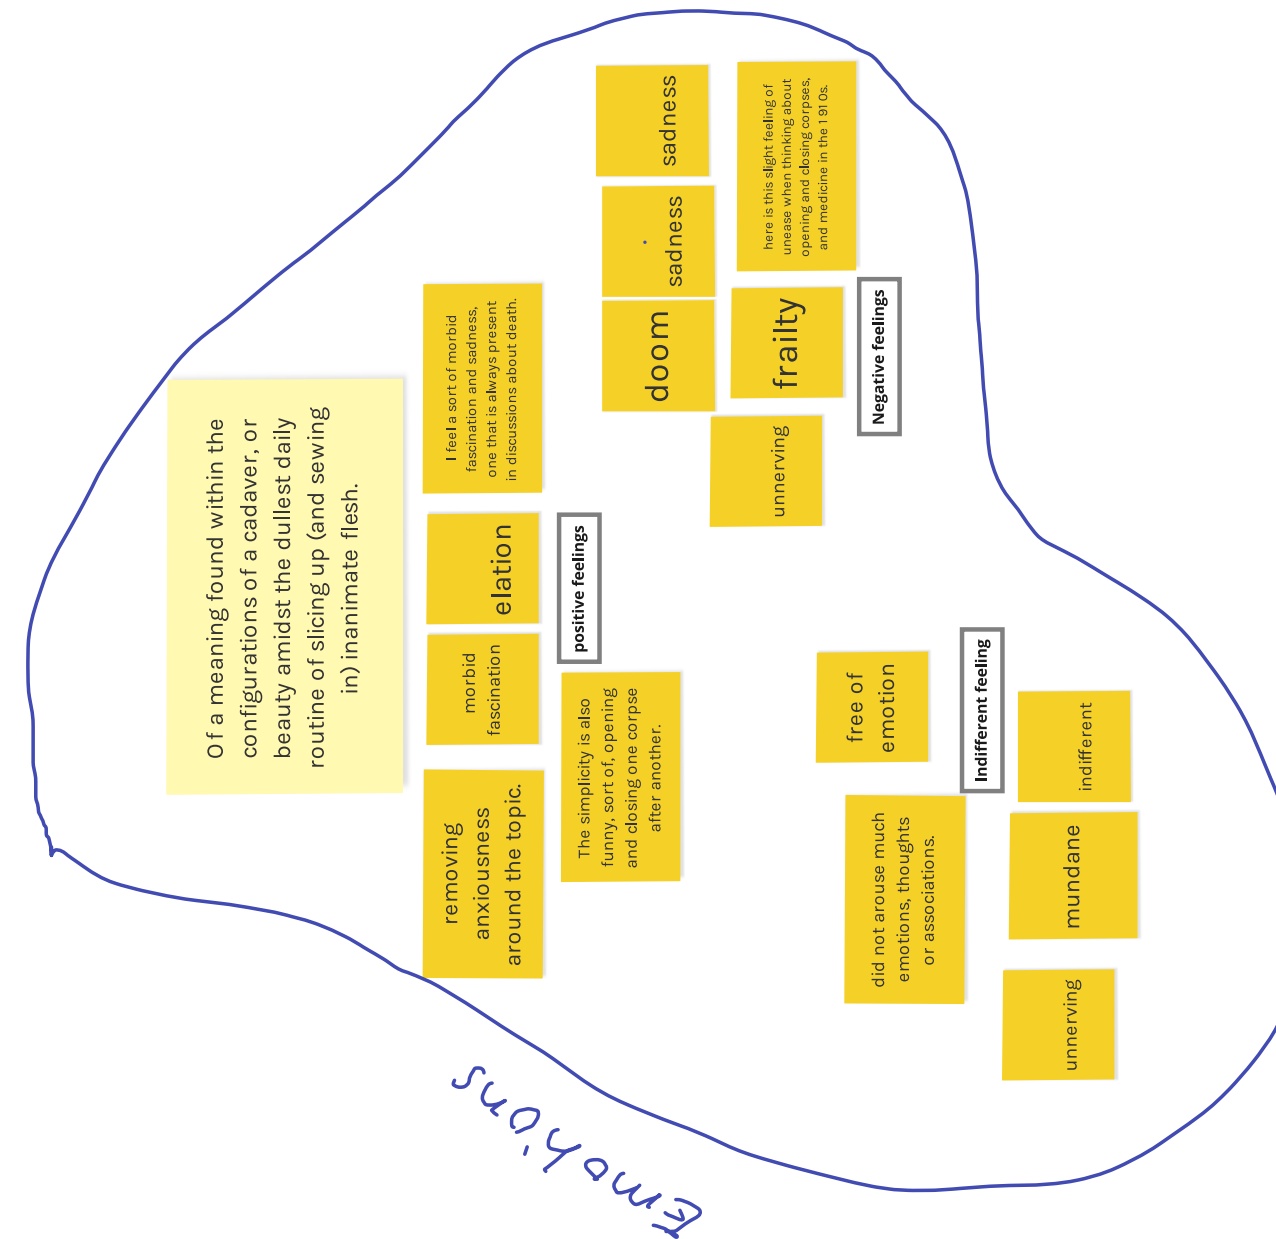 Of a meaning found within the
configurations of a cadaver, or
beauty amidst the dullest daily
routine of slicing up (and sewing
in) inanimate flesh.
removing
anxiousness
around the topic.
morbid
fascination
elation
I feel a sort of morbid
fascination and sadness,
one that is always present
in discussions about death.
positive feelings
The simplicity is also
funny, sort of, opening
and closing one corpse
after another.
doom
sadness
sadness
unnerving
frailty
here is this slight feeling of
unease when thinking about
opening and closing corpses,
and medicine in the 1910s.
Negative feelings
free of
emotion
did not arouse much
emotions, thoughts
or associations.
Indifferent feeling
unnerving
mundane
indifferent
Emotions